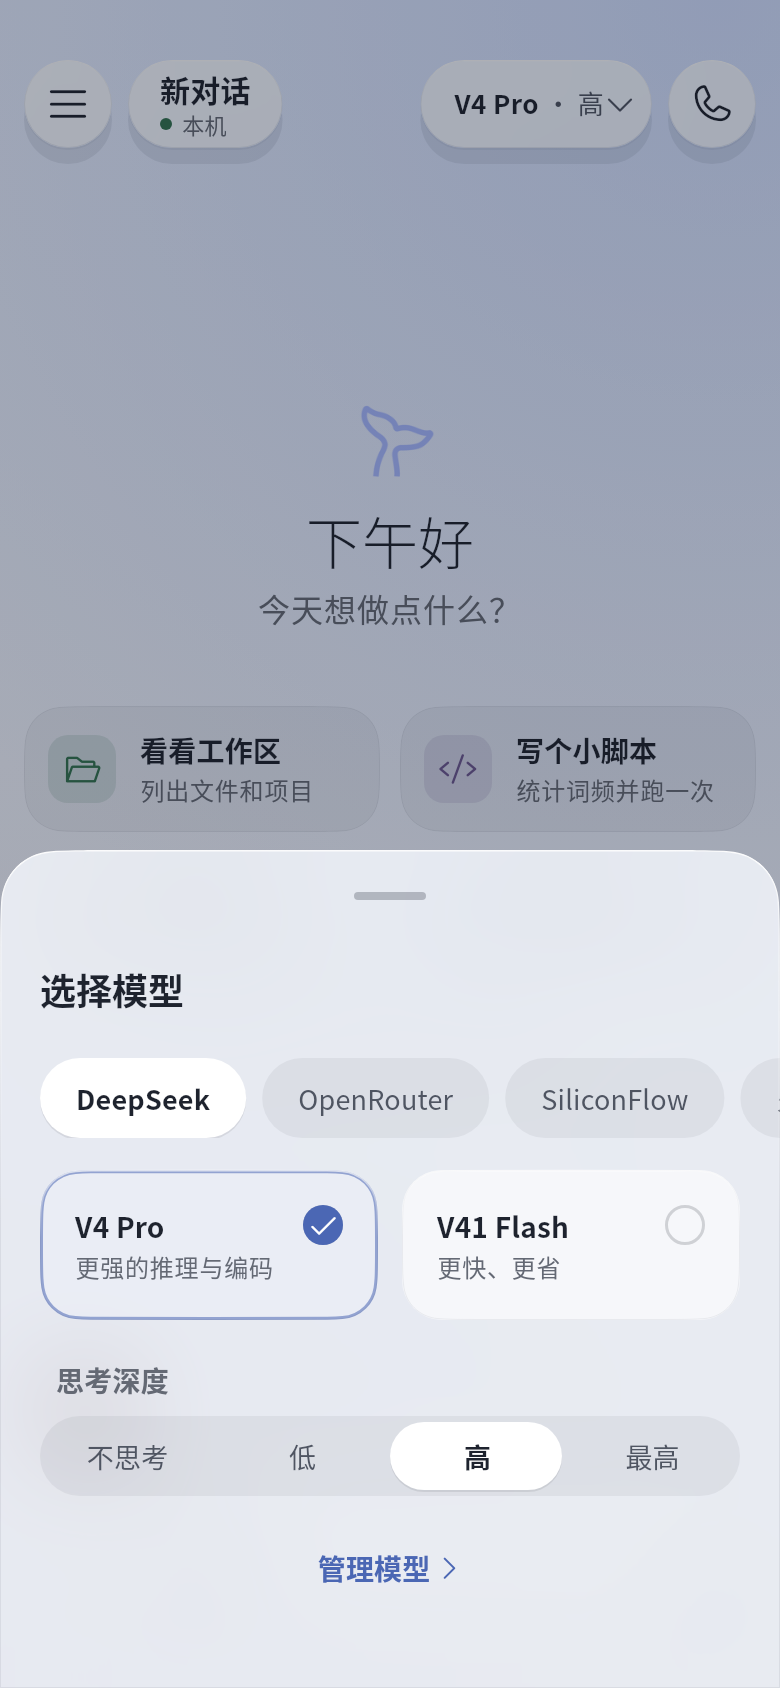 新对话
本机
V4 Pro · 高
下午好
今天想做点什么？
看看工作区
列出文件和项目
写个小脚本
统计词频并跑一次
选择模型
DeepSeek
OpenRouter
SiliconFlow
V4 Pro
更强的推理与编码
V41 Flash
更快、更省
思考深度
不思考
低
高
最高
管理模型